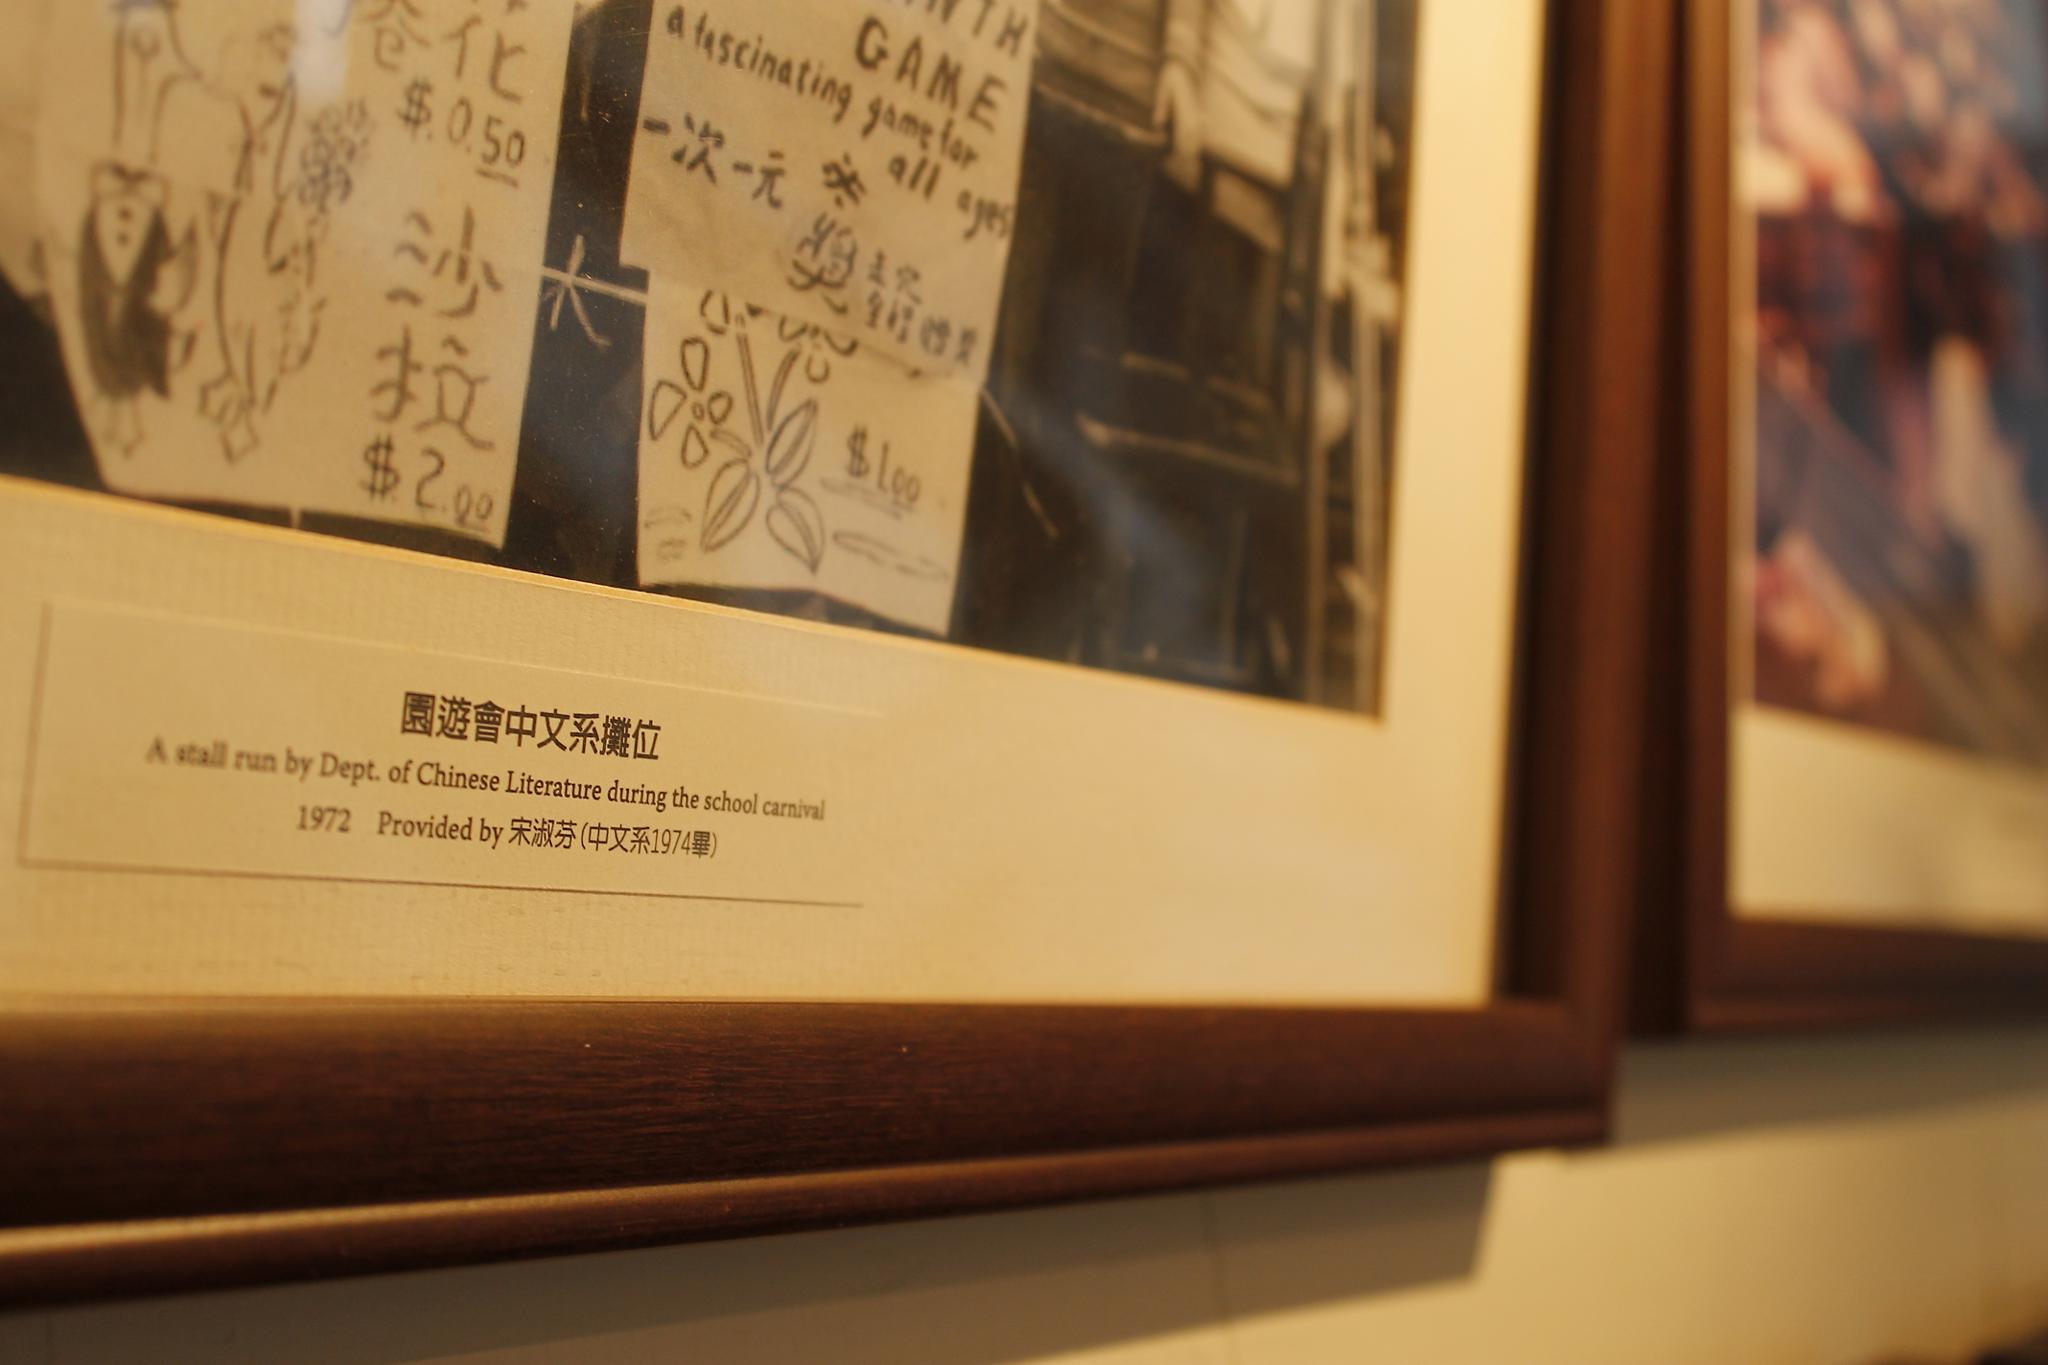 化
$0.50
沙
拉
$2.00
GAME
a fascinating game for
all ages
一次一元
獎
$1.00
園遊會中文系攤位
A stall run by Dept. of Chinese Literature during the school carnival
1972 Provided by 宋淑芬(中文系1974畢)